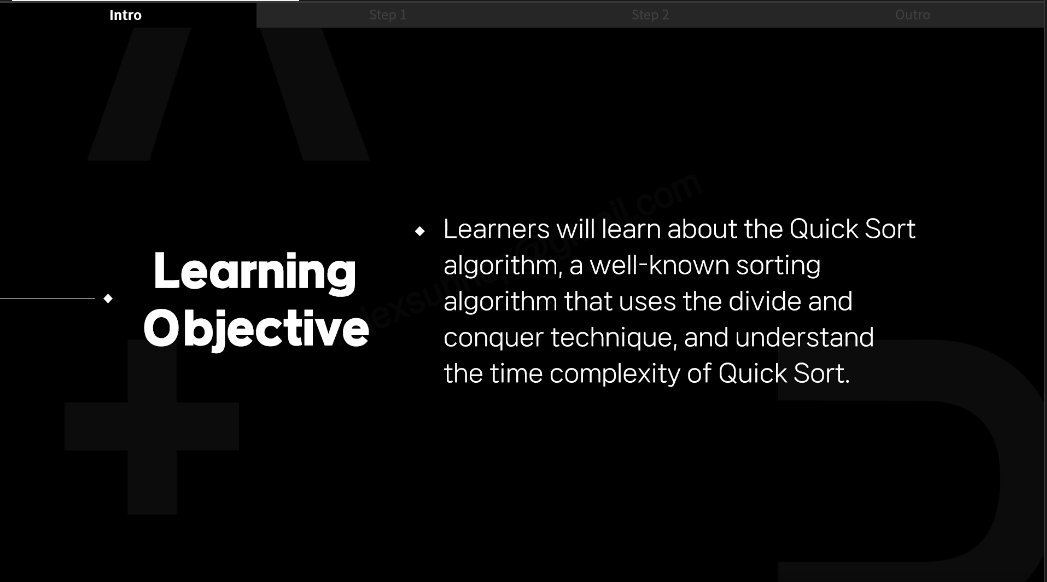 Intro
Step 1
Step 2
Outro
Learning
Objective
Learners will learn about the Quick Sort
algorithm, a well-known sorting
algorithm that uses the divide and
conquer technique, and understand
the time complexity of Quick Sort.